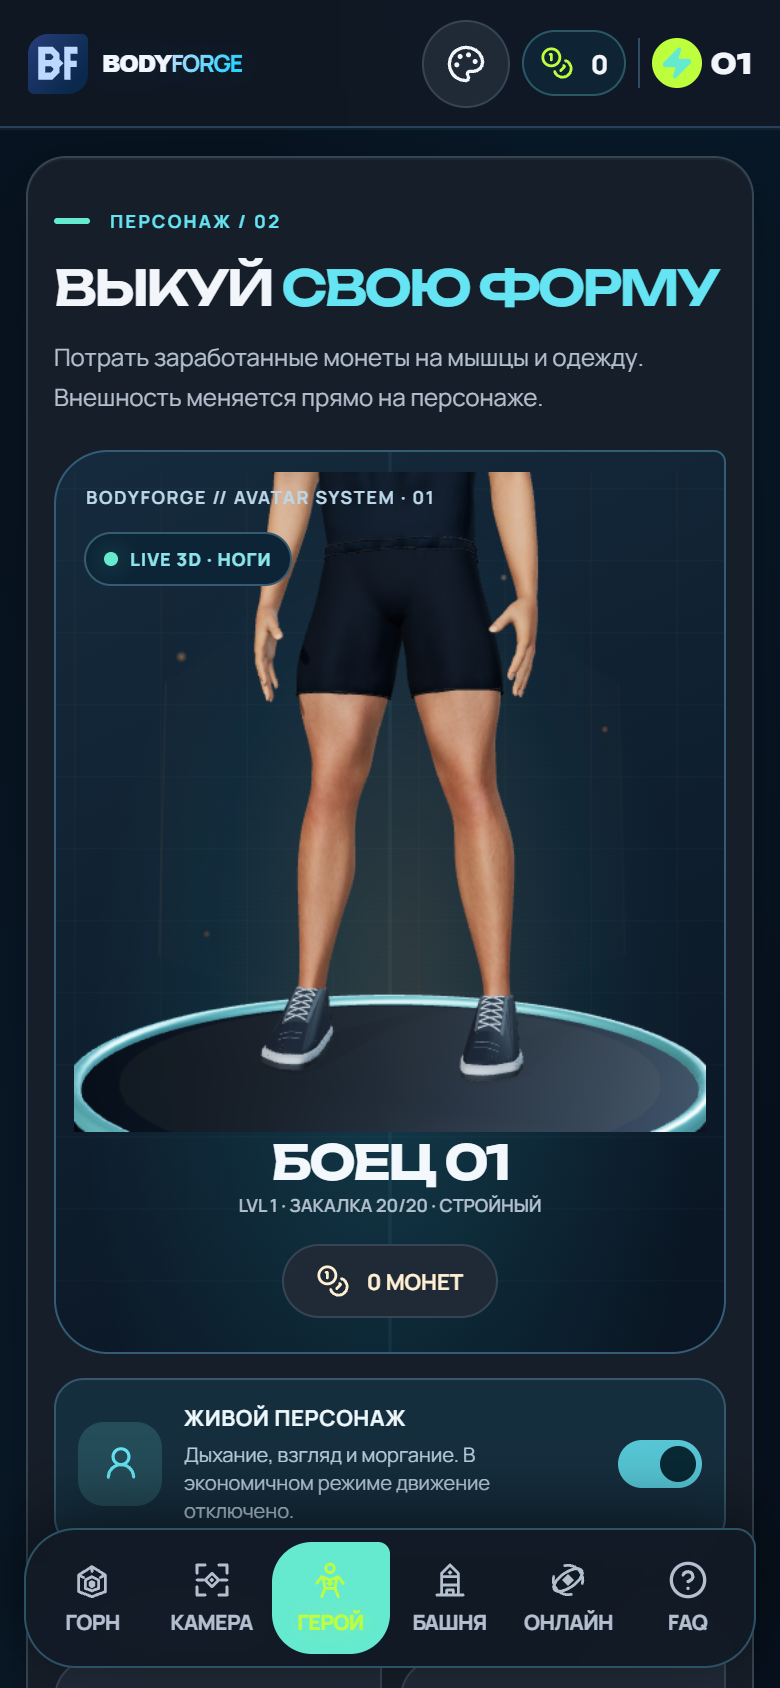 BF BODYFORGE 0 01
ПЕРСОНАЖ / 02
ВЫКУЙ СВОЮ ФОРМУ
Потрать заработанные монеты на мышцы и одежду.
Внешность меняется прямо на персонаже.
BODYFORGE // AVATAR SYSTEM · 01
LIVE 3D · НОГИ
БОЕЦ 01
LVL 1 · ЗАКАЛКА 20/20 · СТРОЙНЫЙ
0 МОНЕТ
ЖИВОЙ ПЕРСОНАЖ
Дыхание, взгляд и моргание. В
экономичном режиме движение
отключено.
ГОРН КАМЕРА ГЕРОЙ БАШНЯ ОНЛАЙН FAQ